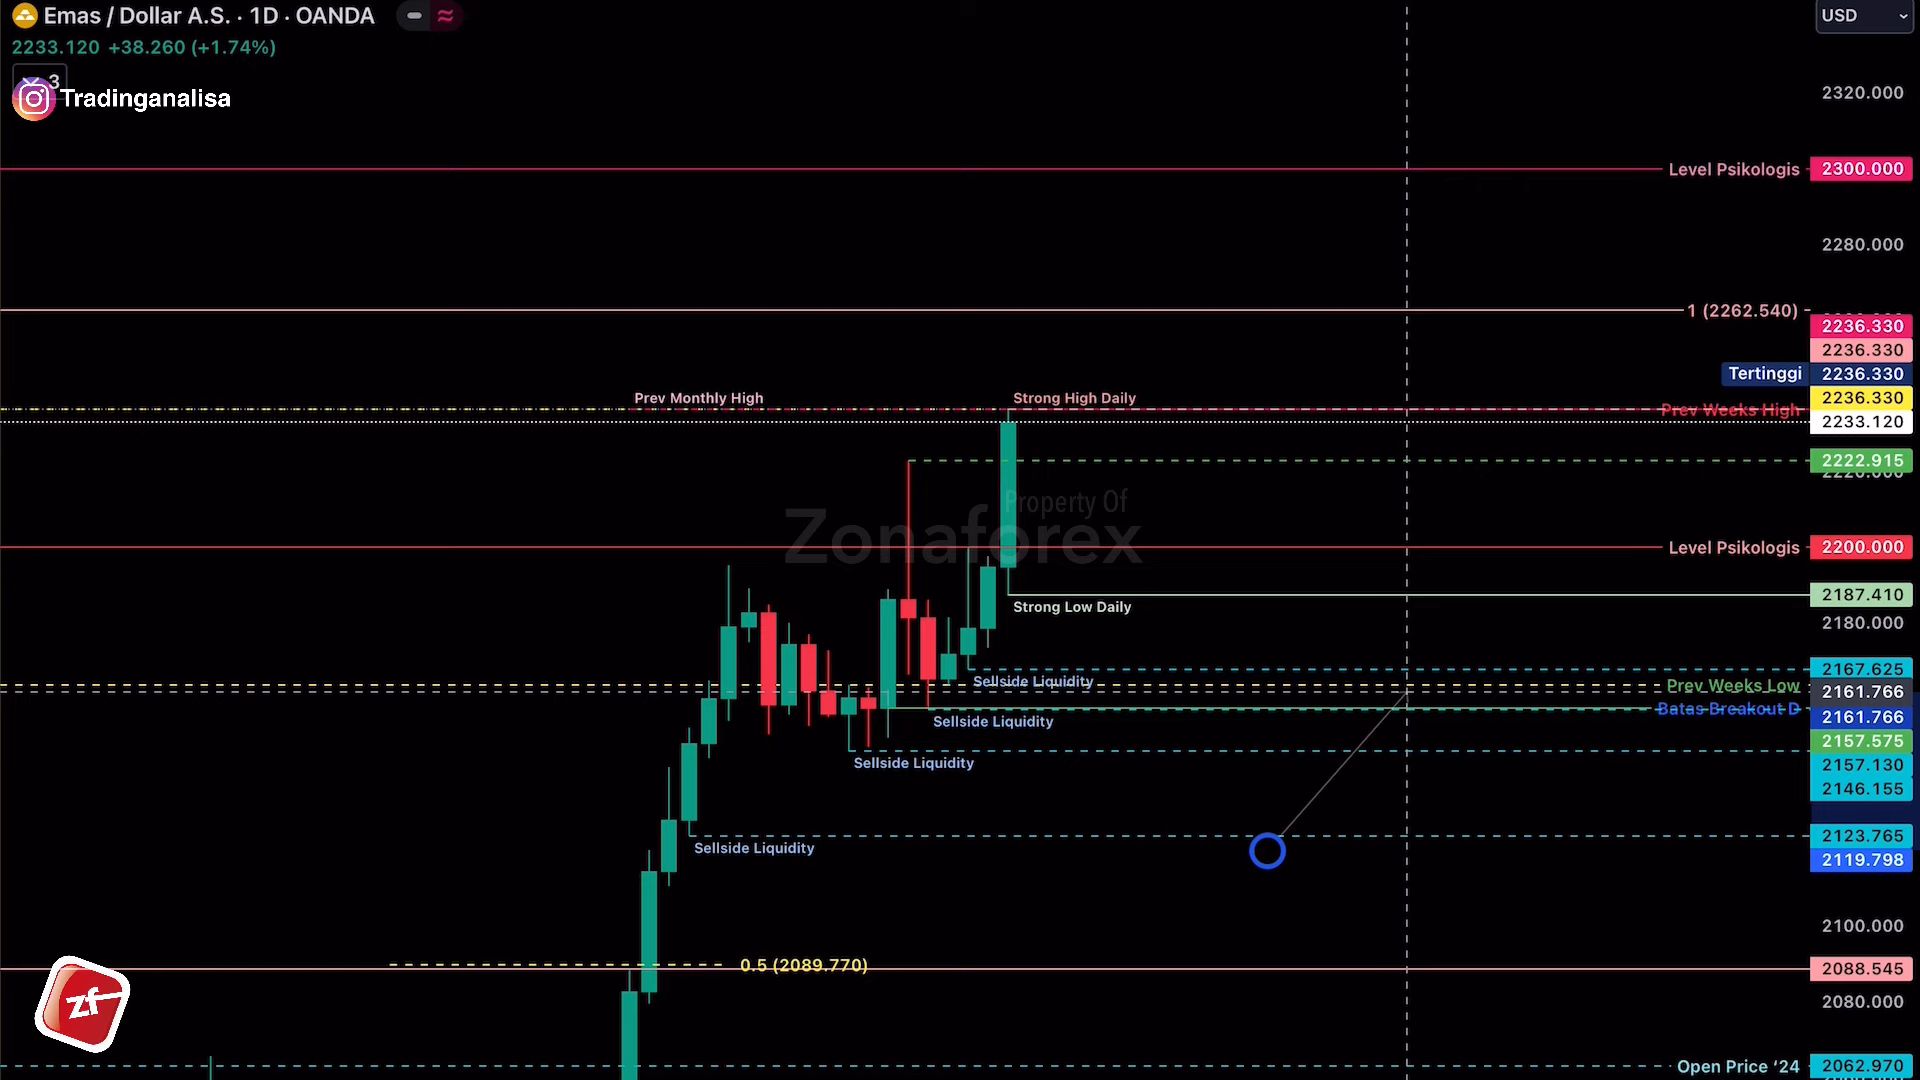 Emas / Dollar A.S. · 1D · OANDA
USD
2233.120 +38.260 (+1.74%)
3
Tradinganalisa
2320.000
Level Psikologis 2300.000
2280.000
1 (2262.540)
2236.330
2236.330
Tertinggi 2236.330
Prev Monthly High
Strong High Daily
2236.330
Prev Weeks High
2233.120
2222.915
2220.000
Property Of
Zonaforex
Level Psikologis 2200.000
2187.410
Strong Low Daily
2180.000
2167.625
Sellside Liquidity
Prev Weeks Low
2161.766
Batas Breakout D
2161.766
Sellside Liquidity
2157.575
Sellside Liquidity
2157.130
2146.155
2123.765
Sellside Liquidity
2119.798
2100.000
0.5 (2089.770)
2088.545
zf
2080.000
Open Price ‘24 2062.970